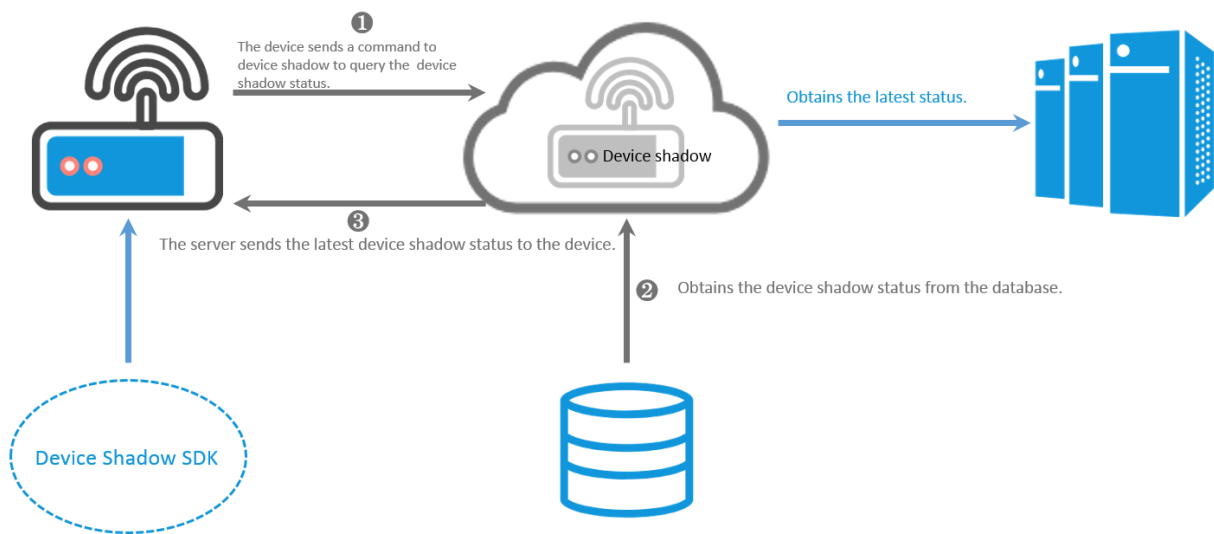 ❶
The device sends a command to
device shadow to query the device
shadow status.
Obtains the latest status.
Device shadow
❸
The server sends the latest device shadow status to the device.
❷ Obtains the device shadow status from the database.
Device Shadow SDK